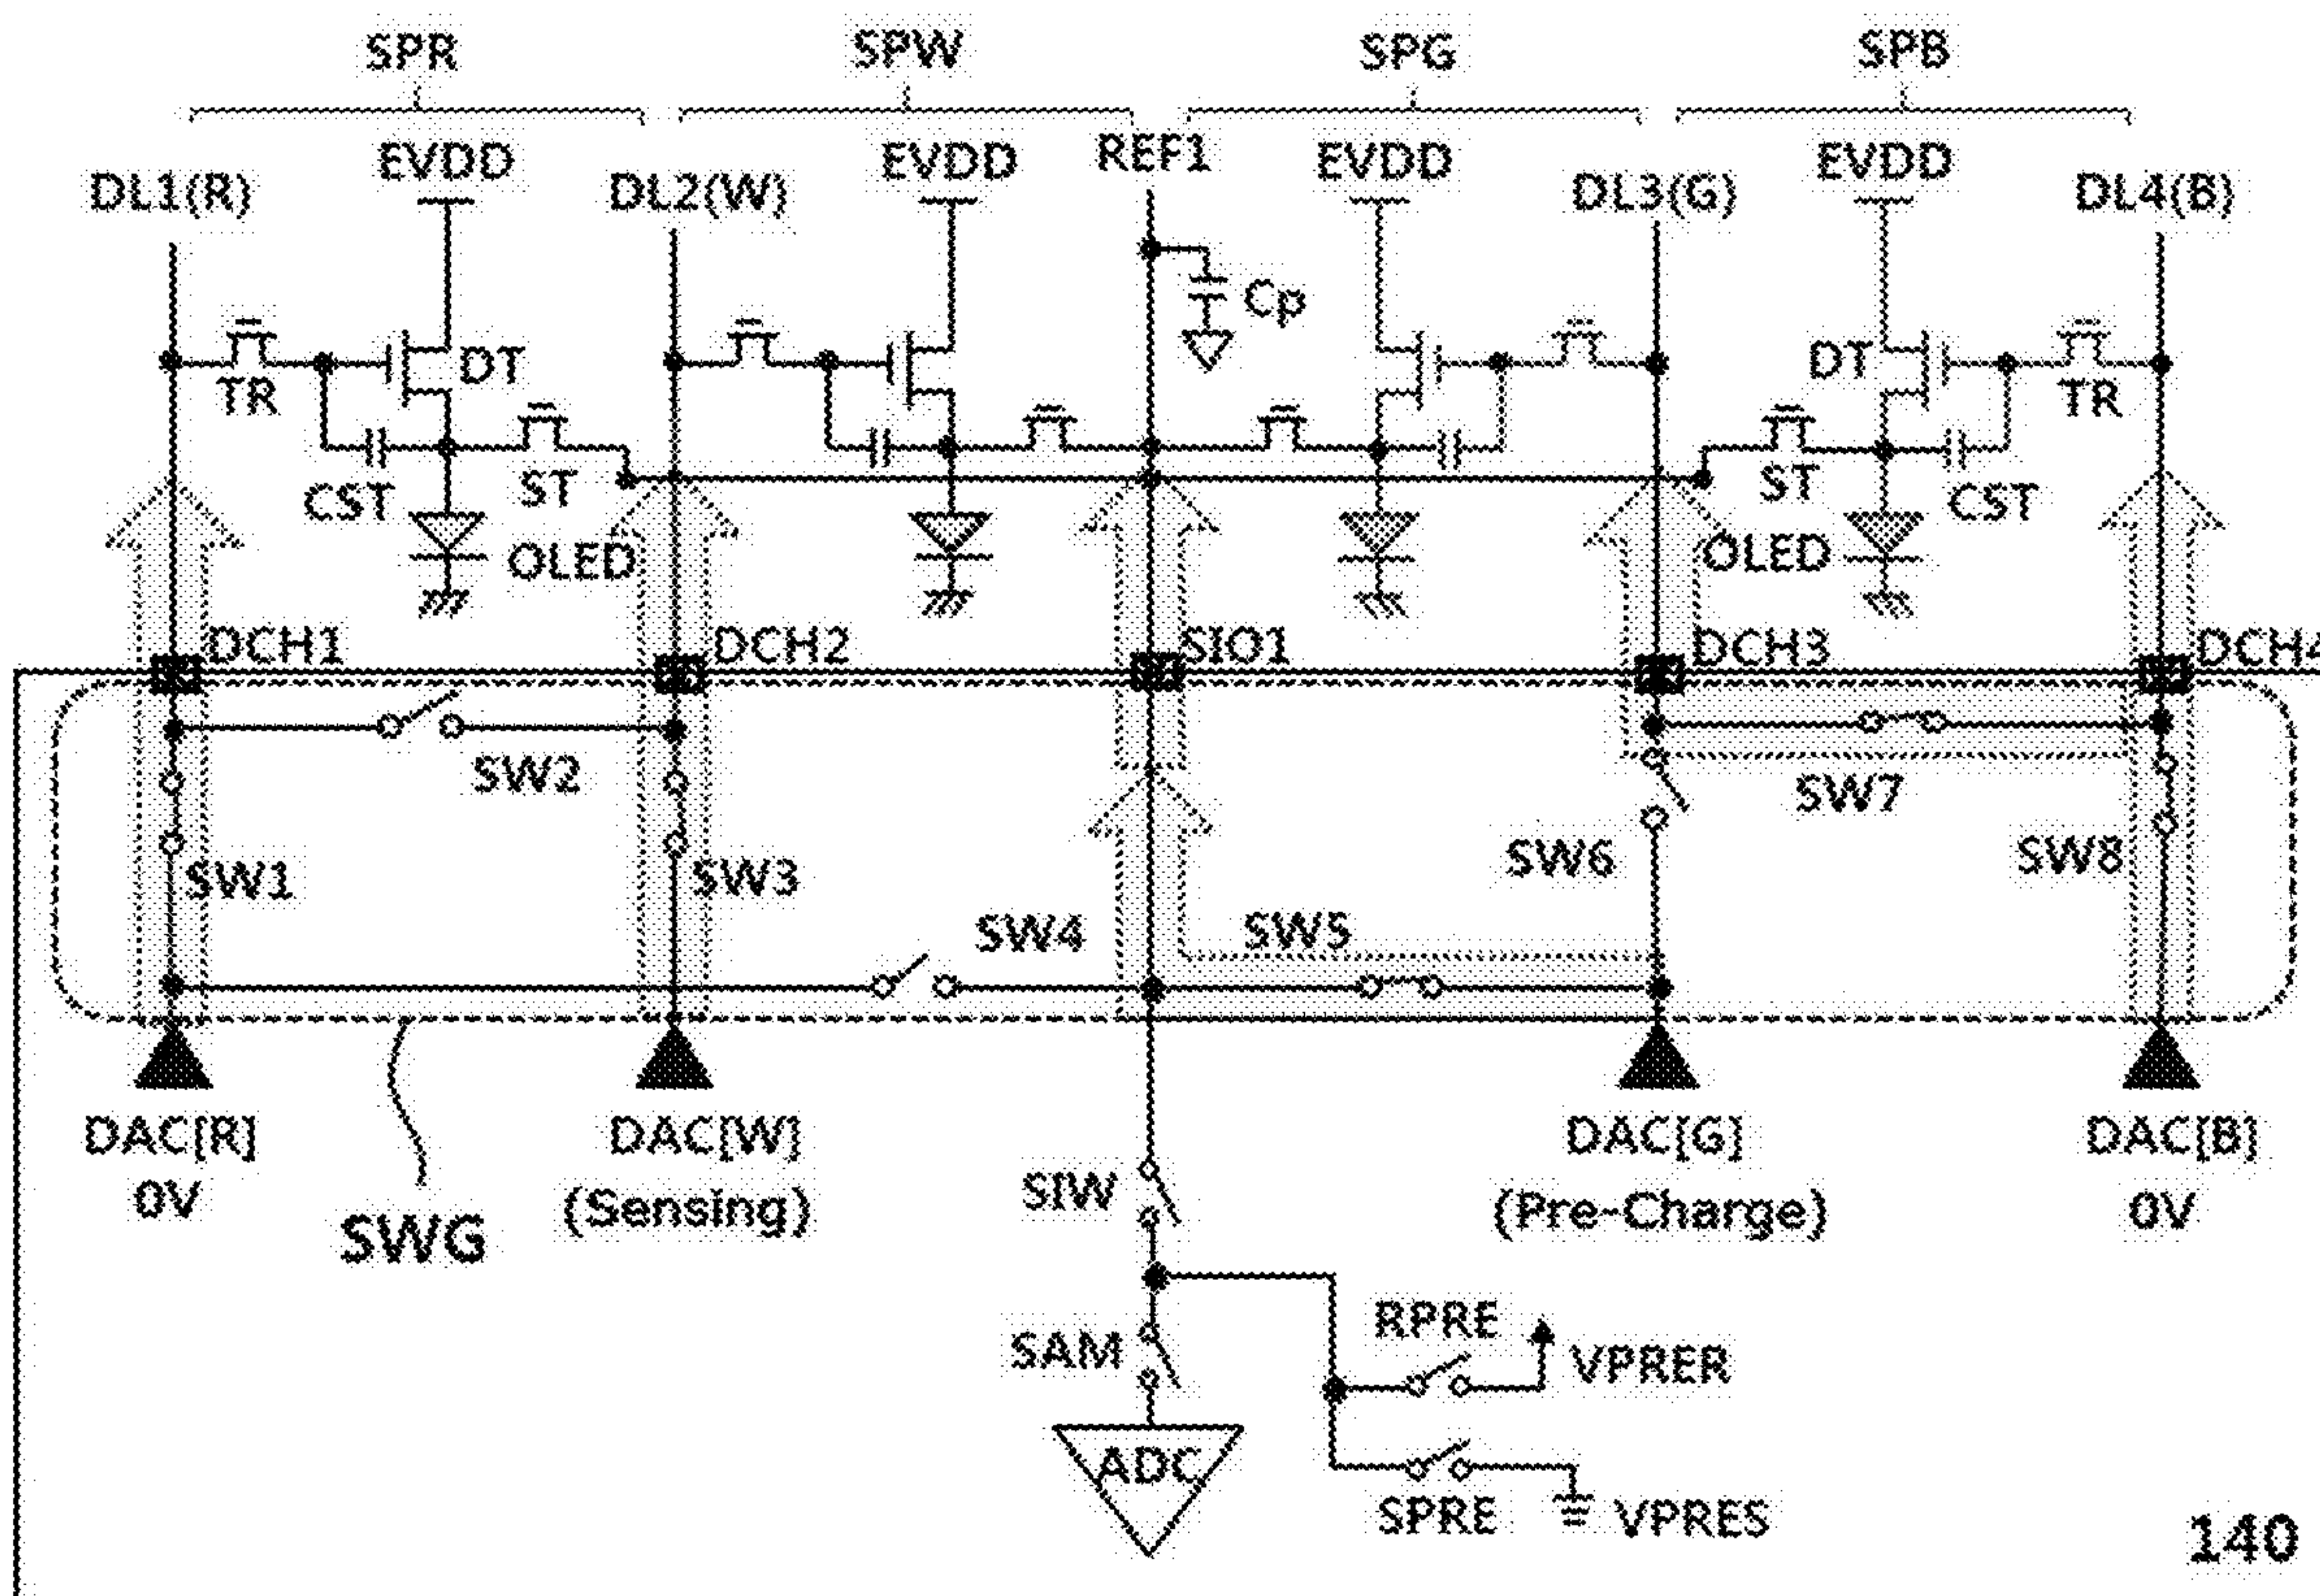 SPR SPW SPG SPB
EVDD EVDD REF1 EVDD EVDD
DL1(R) DL2(W) DL3(G) DL4(B)
Cp
DT DT
TR TR
CST ST ST CST
OLED OLED
DCH1 DCH2 SIO1 DCH3 DCH4
SW2 SW7
SW1 SW3 SW6 SW8
SW4 SW5
DAC[R] DAC[W] DAC[G] DAC[B]
0V (Sensing) SIW (Pre-Charge) 0V
SWG
RPRE
SAM VPRER
ADC
SPRE VPRES
140